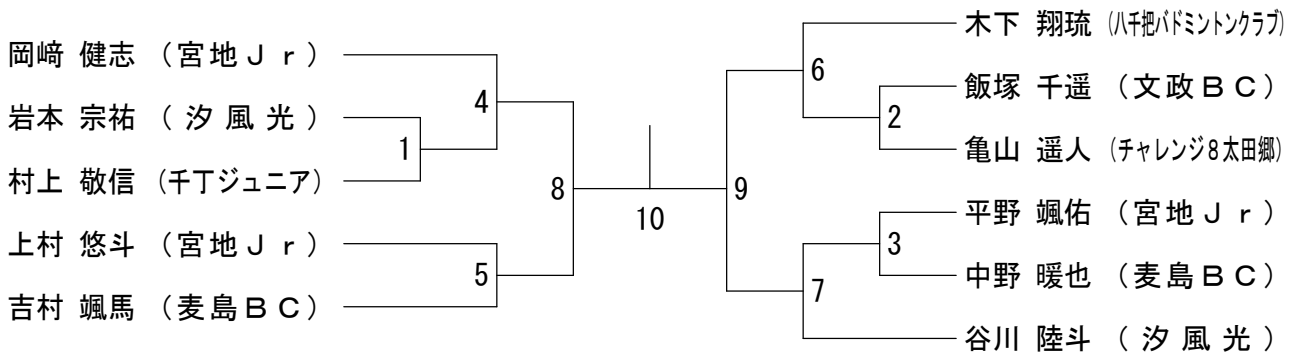 岡﨑 健志 (宮地Jr)
岩本 宗祐 (汐風光)
村上 敬信 (千丁ジュニア)
上村 悠斗 (宮地Jr)
吉村 颯馬 (麦島BC)
4
1
8
5
10
木下 翔琉 (八千把バドミントンクラブ)
飯塚 千遥 (文政BC)
亀山 遥人 (チャレンジ8太田郷)
平野 颯佑 (宮地Jr)
中野 暖也 (麦島BC)
谷川 陸斗 (汐風光)
6
2
9
3
7